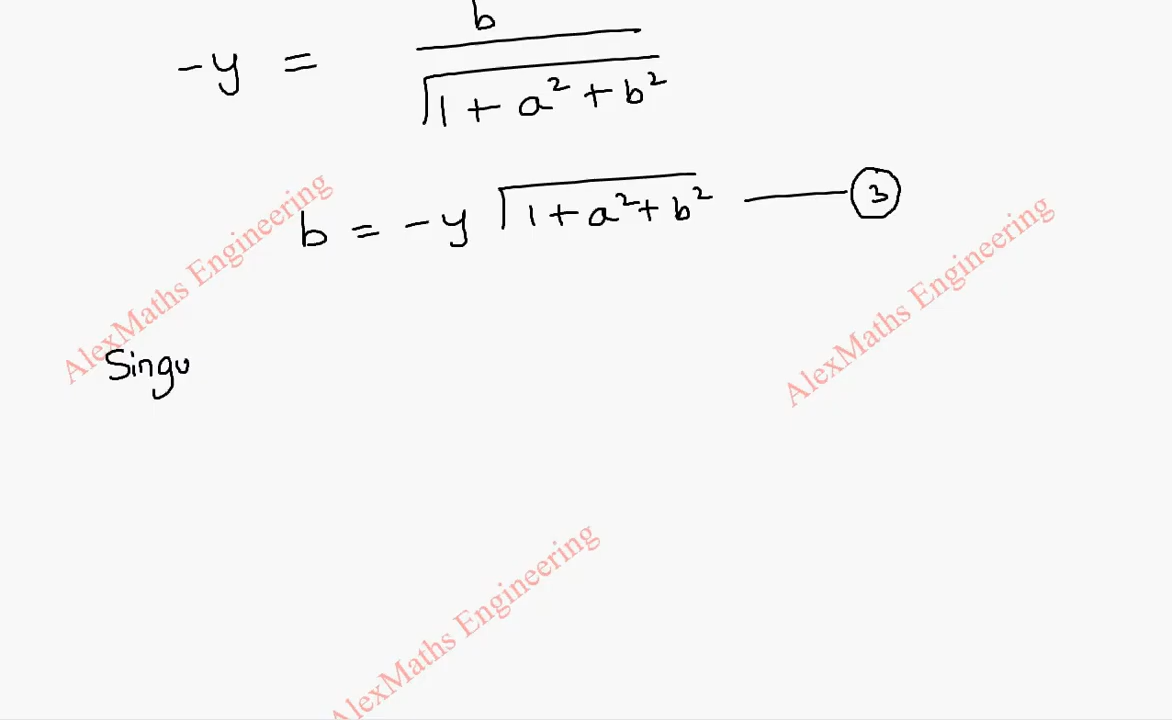 -y = b / √(1 + a² + b²)
b = -y √(1 + a² + b²) ——— ③
AlexMaths Engineering
AlexMaths Engineering
Singu
AlexMaths Engineering